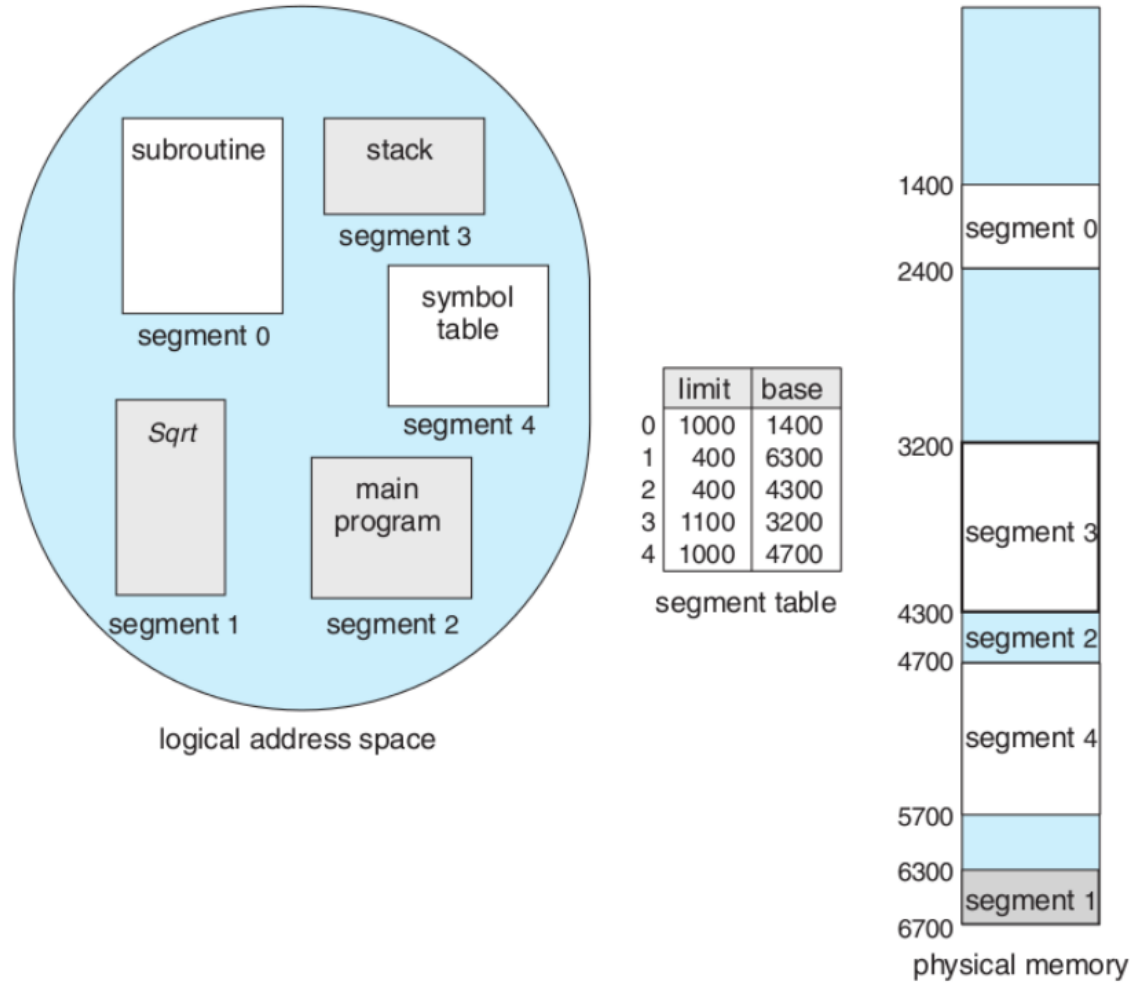 subroutine
segment 0
stack
segment 3
symbol
table
segment 4
Sqrt
segment 1
main
program
segment 2
logical address space
limit base
0 1000 1400
1 400 6300
2 400 4300
3 1100 3200
4 1000 4700
segment table
1400
segment 0
2400
3200
segment 3
4300
segment 2
4700
segment 4
5700
6300
segment 1
6700
physical memory